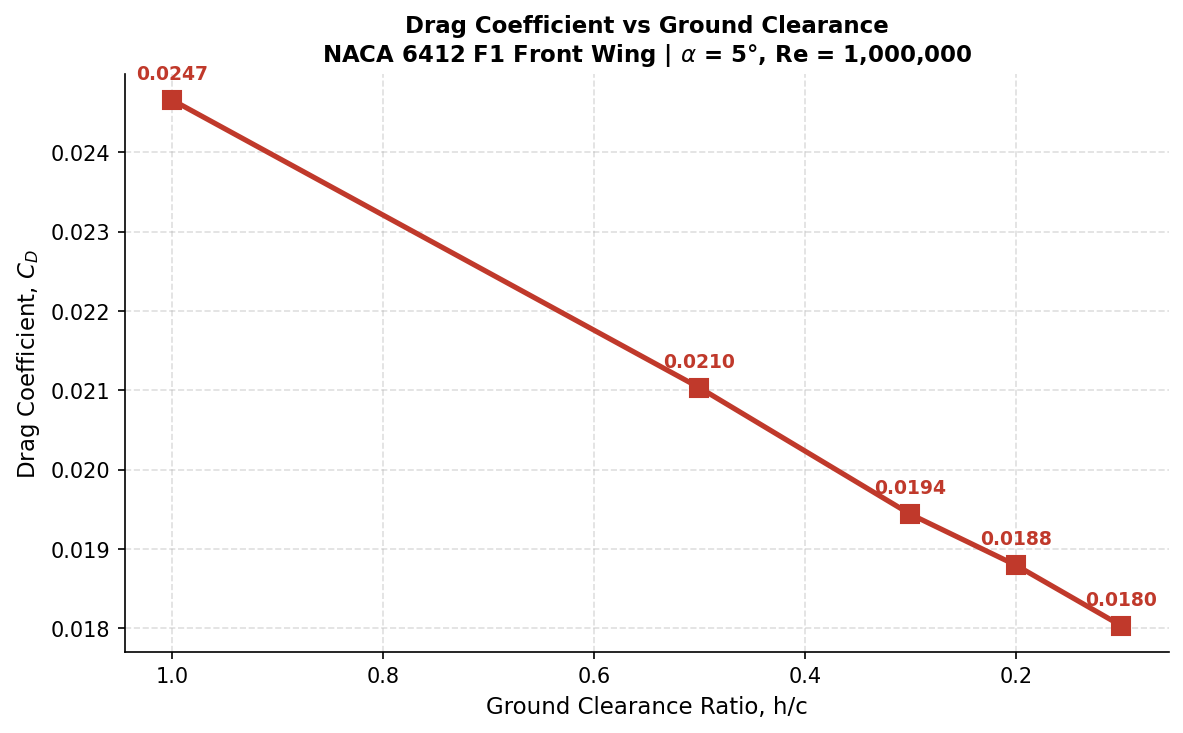 Drag Coefficient vs Ground Clearance
NACA 6412 F1 Front Wing | α = 5°, Re = 1,000,000
0.0247
0.0210
0.0194
0.0188
0.0180
0.024
0.023
0.022
0.021
0.020
0.019
0.018
Drag Coefficient, C_D
1.0 0.8 0.6 0.4 0.2
Ground Clearance Ratio, h/c